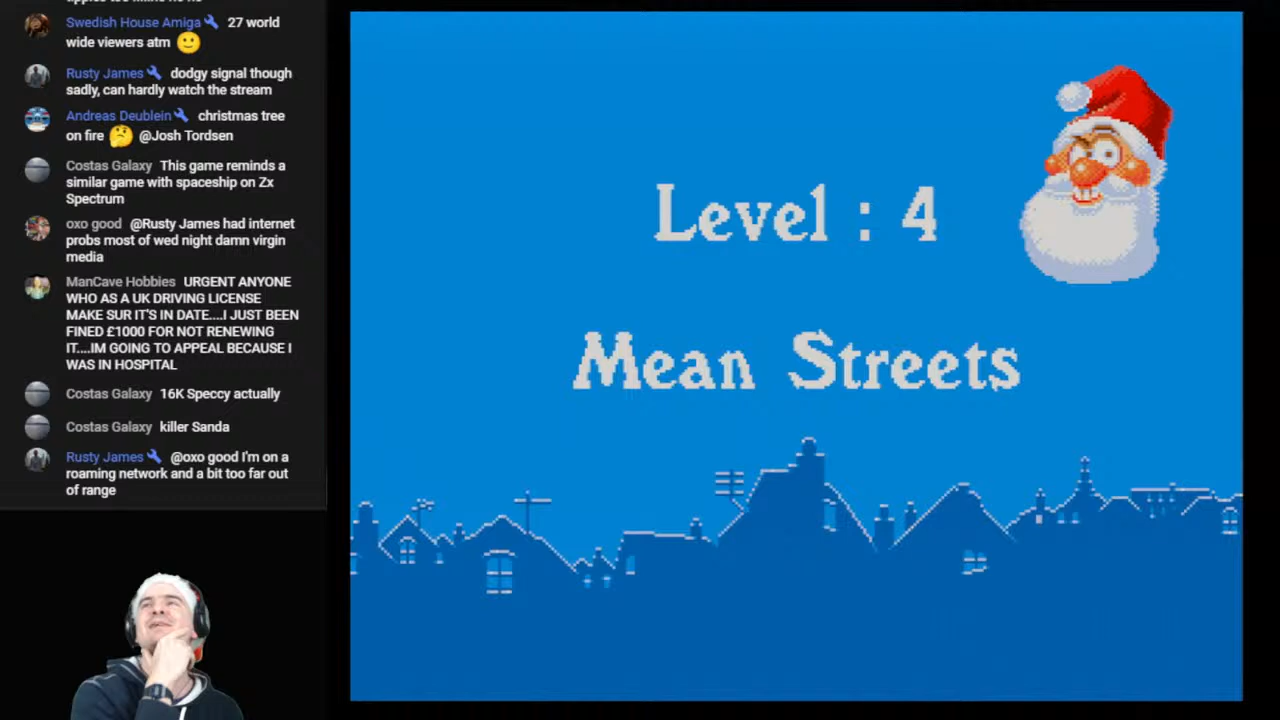 Swedish House Amiga 27 world
wide viewers atm
Rusty James dodgy signal though
sadly, can hardly watch the stream
Andreas Deublein christmas tree
on fire @Josh Tordsen
Costas Galaxy This game reminds a
similar game with spaceship on Zx
Spectrum
oxo good @Rusty James had internet
probs most of wed night damn virgin
media
ManCave Hobbies URGENT ANYONE
WHO AS A UK DRIVING LICENSE
MAKE SUR IT'S IN DATE....I JUST BEEN
FINED £1000 FOR NOT RENEWING
IT....IM GOING TO APPEAL BECAUSE I
WAS IN HOSPITAL
Costas Galaxy 16K Speccy actually
Costas Galaxy killer Sanda
Rusty James @oxo good I'm on a
roaming network and a bit too far out
of range
Level : 4
Mean Streets